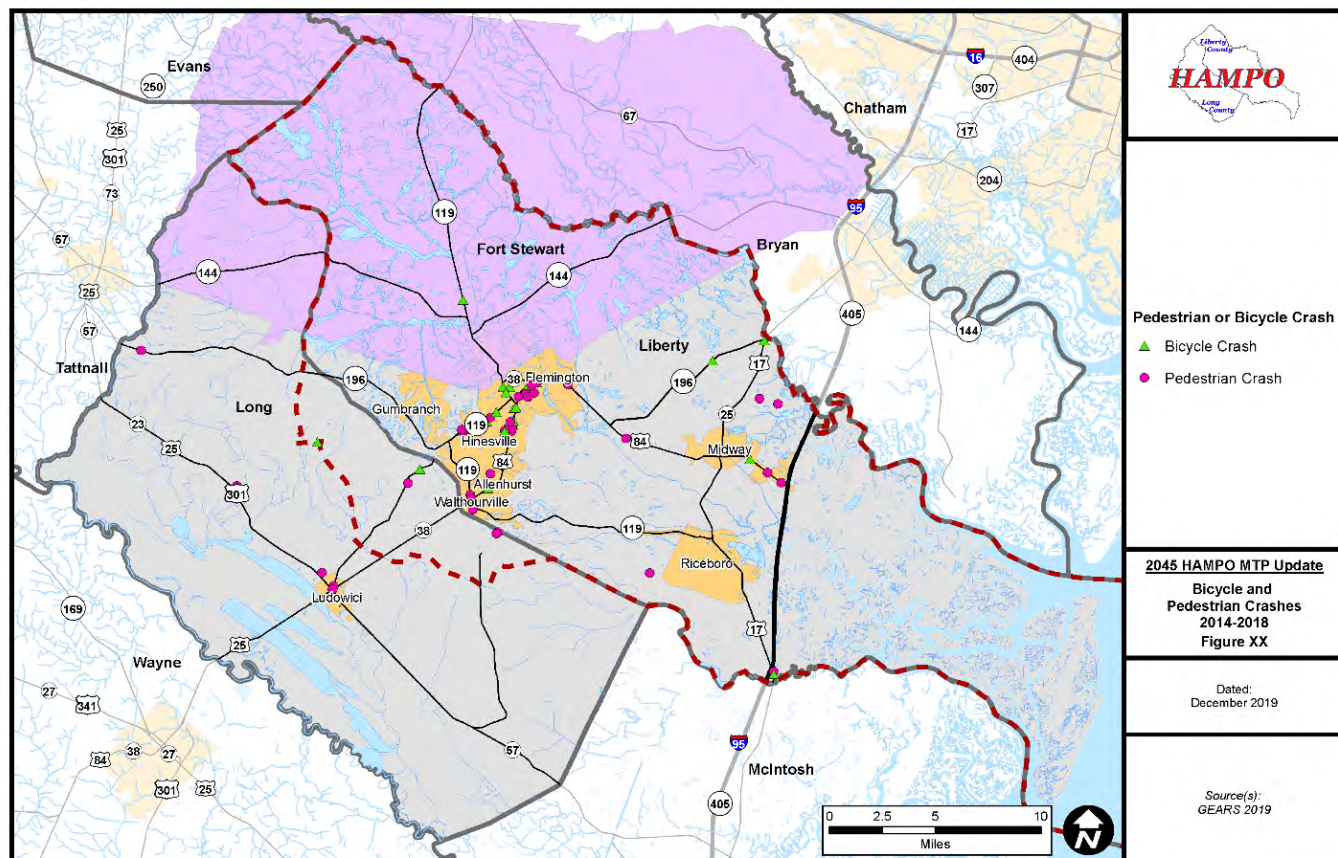 Evans
250
16
404
307
Chatham
17
25
301
67
204
73
119
95
57
Fort Stewart
Bryan
144
144
25
405
144
57
Liberty
17
Tattnall
196
38
Flemington
196
Long
Gumbranch
25
23
119
Hinesville
84
Midway
25
119
84
301
Allenhurst
Walthourville
38
119
Riceboro
Ludowici
169
17
25
Wayne
27
341
57
95
38
27
84
McIntosh
301
25
405
0 2.5 5 10
Miles
N
Liberty
County
HAMPO
Long
County
Pedestrian or Bicycle Crash
Bicycle Crash
Pedestrian Crash
2045 HAMPO MTP Update
Bicycle and
Pedestrian Crashes
2014-2018
Figure XX
Dated:
December 2019
Source(s):
GEARS 2019